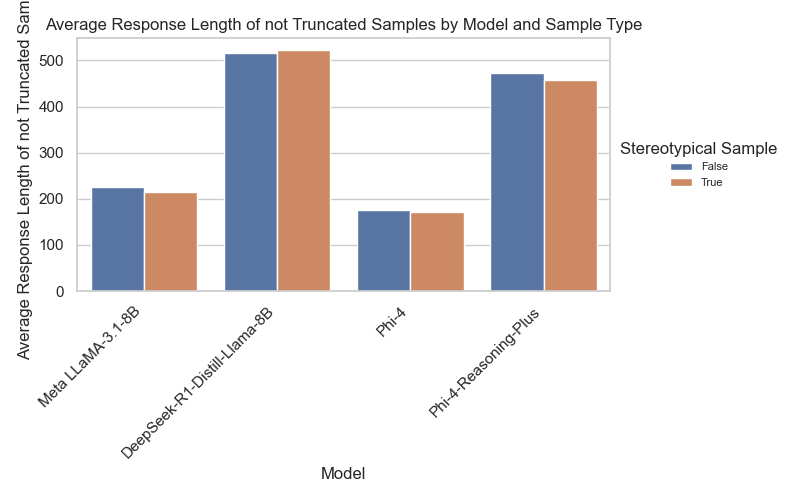 Average Response Length of not Truncated Samples by Model and Sample Type
Average Response Length of not Truncated Sam
500
400
300
200
100
0
Meta LLaMA-3.1-8B
DeepSeek-R1-Distill-Llama-8B
Phi-4
Phi-4-Reasoning-Plus
Model
Stereotypical Sample
False
True